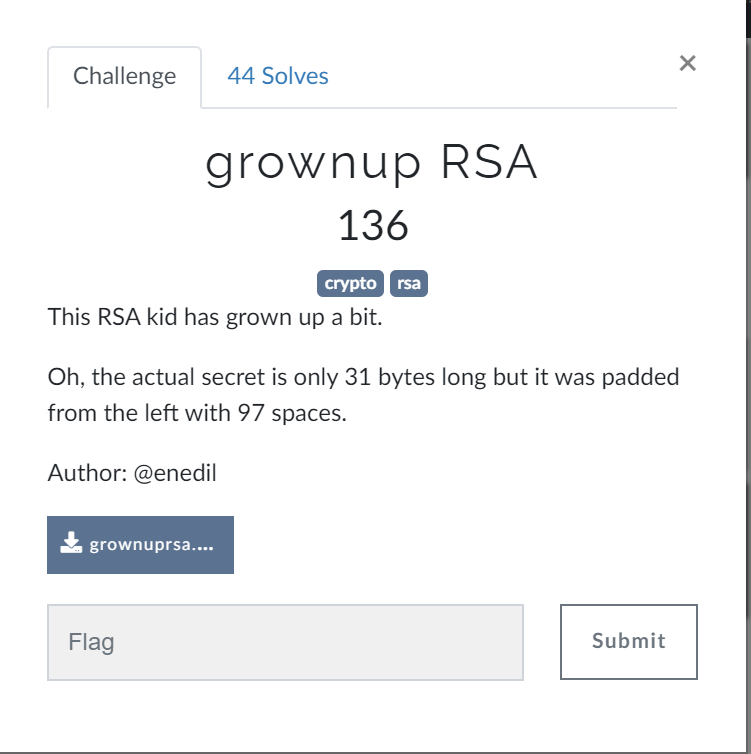 Challenge 44 Solves ×
grownup RSA
136
crypto rsa
This RSA kid has grown up a bit.
Oh, the actual secret is only 31 bytes long but it was padded
from the left with 97 spaces.
Author: @enedil
grownuprsa....
Flag Submit